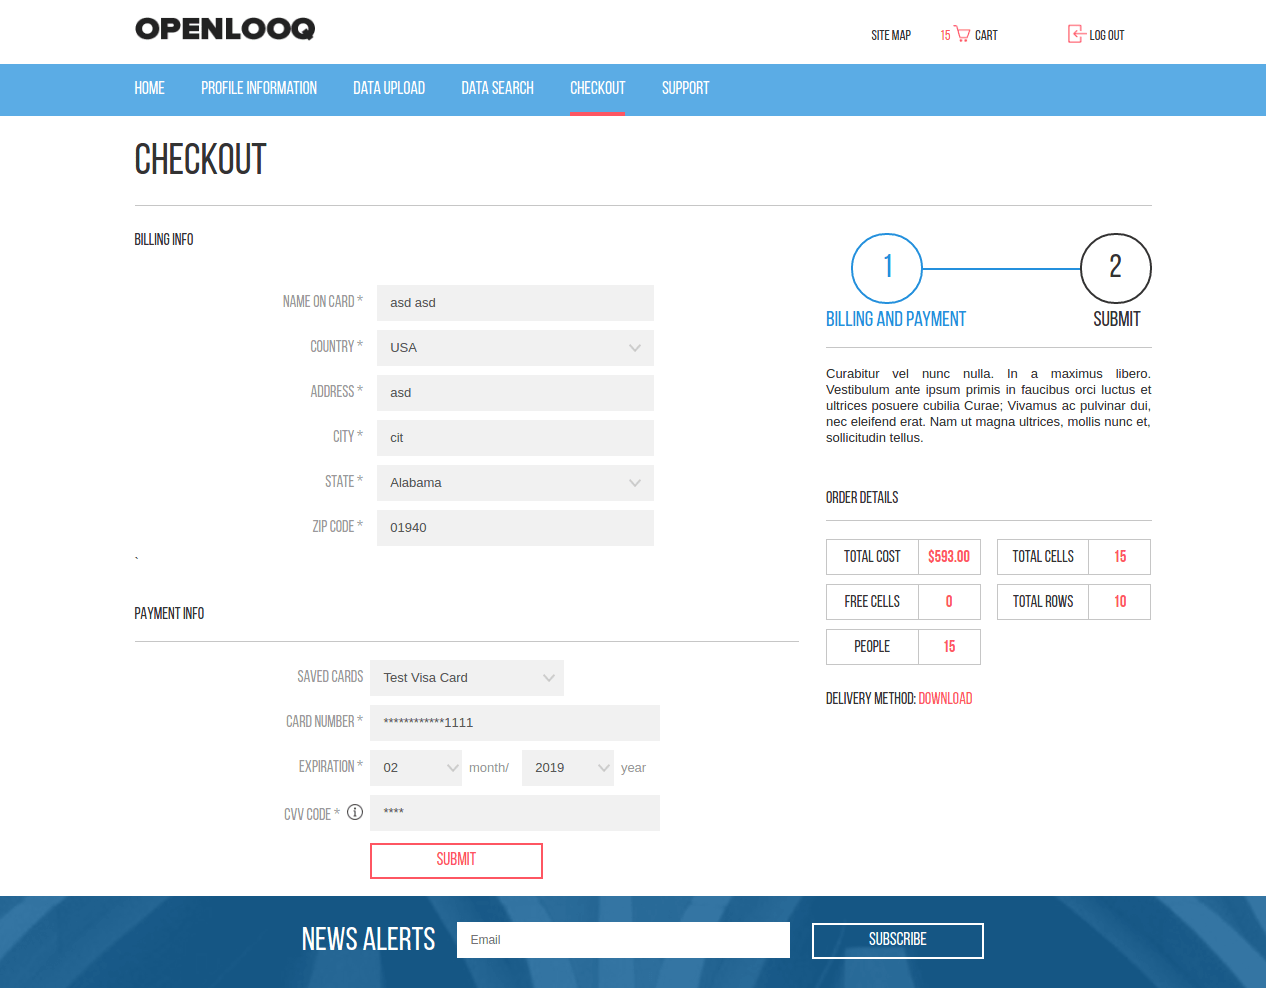 OPENLOOQ
SITE MAP 15 CART LOG OUT
HOME PROFILE INFORMATION DATA UPLOAD DATA SEARCH CHECKOUT SUPPORT
CHECKOUT
BILLING INFO
NAME ON CARD * asd asd
COUNTRY * USA
ADDRESS * asd
CITY * cit
STATE * Alabama
ZIP CODE * 01940
`
PAYMENT INFO
SAVED CARDS Test Visa Card
CARD NUMBER * ************1111
EXPIRATION * 02 month/ 2019 year
CVV CODE * ****
SUBMIT
1 2
BILLING AND PAYMENT SUBMIT
Curabitur vel nunc nulla. In a maximus libero.
Vestibulum ante ipsum primis in faucibus orci luctus et
ultrices posuere cubilia Curae; Vivamus ac pulvinar dui,
nec eleifend erat. Nam ut magna ultrices, mollis nunc et,
sollicitudin tellus.
ORDER DETAILS
TOTAL COST $593.00 TOTAL CELLS 15
FREE CELLS 0 TOTAL ROWS 10
PEOPLE 15
DELIVERY METHOD: DOWNLOAD
NEWS ALERTS Email SUBSCRIBE